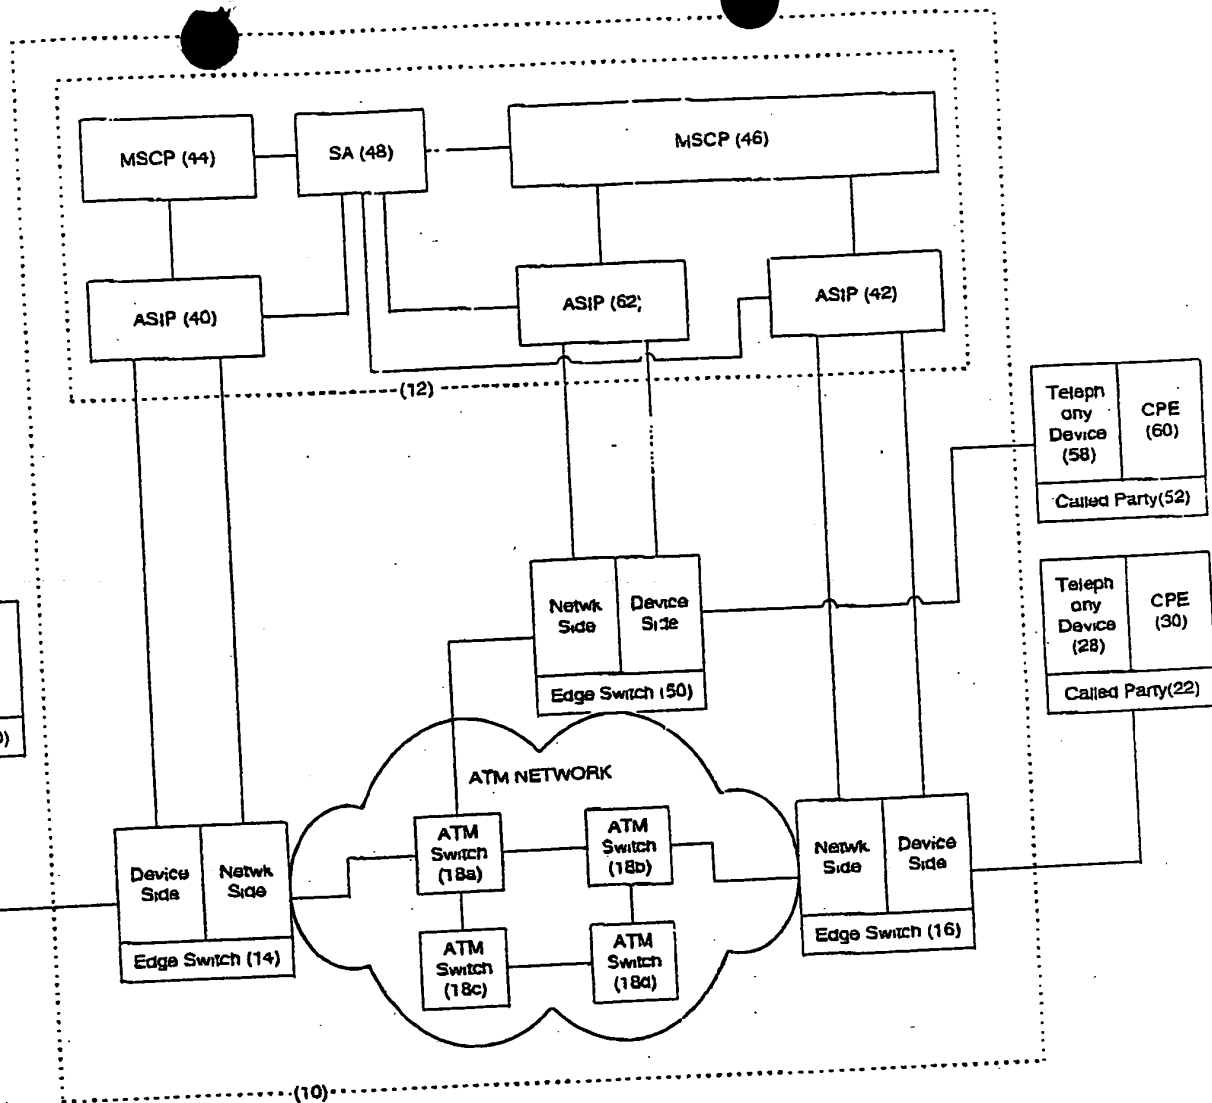 MSCP (44)
SA (48)
MSCP (46)
ASIP (40)
ASIP (62)
ASIP (42)
(12)
Teleph
ony
Device
(58)
CPE
(60)
Called Party(52)
Netwk
Side
Device
Side
Edge Switch (50)
Teleph
ony
Device
(28)
CPE
(30)
Called Party(22)
0)
ATM NETWORK
Device
Side
Netwk
Side
Edge Switch (14)
ATM
Switch
(18a)
ATM
Switch
(18b)
ATM
Switch
(18c)
ATM
Switch
(18d)
Netwk
Side
Device
Side
Edge Switch (16)
(10)